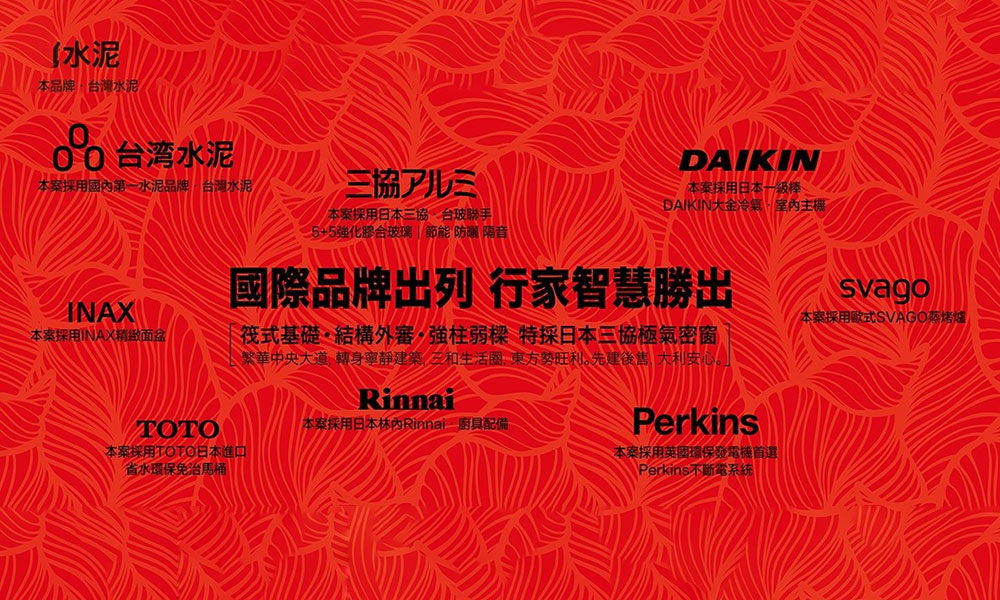 水泥
本品牌·台灣水泥
台湾水泥
本案採用國內第一水泥品牌·台灣水泥
三協アルミ
本案採用日本三協·台玻聯手
5+5強化膠合玻璃｜節能 防曬 隔音
DAIKIN
本案採用日本一級棒
DAIKIN大金冷氣·室內主機
國際品牌出列 行家智慧勝出
筏式基礎·結構外審·強柱弱樑 特採日本三協極氣密窗
繁華中央大道, 轉身寧靜建築, 三和生活圈, 東方勢旺利。先建後售, 大利安心。
INAX
本案採用INAX精緻面盆
svago
本案採用歐式SVAGO蒸烤爐
Rinnai
本案採用日本林內Rinnai·廚具配備
TOTO
本案採用TOTO日本進口
省水環保免治馬桶
Perkins
本案採用英國環保發電機首選
Perkins不斷電系統